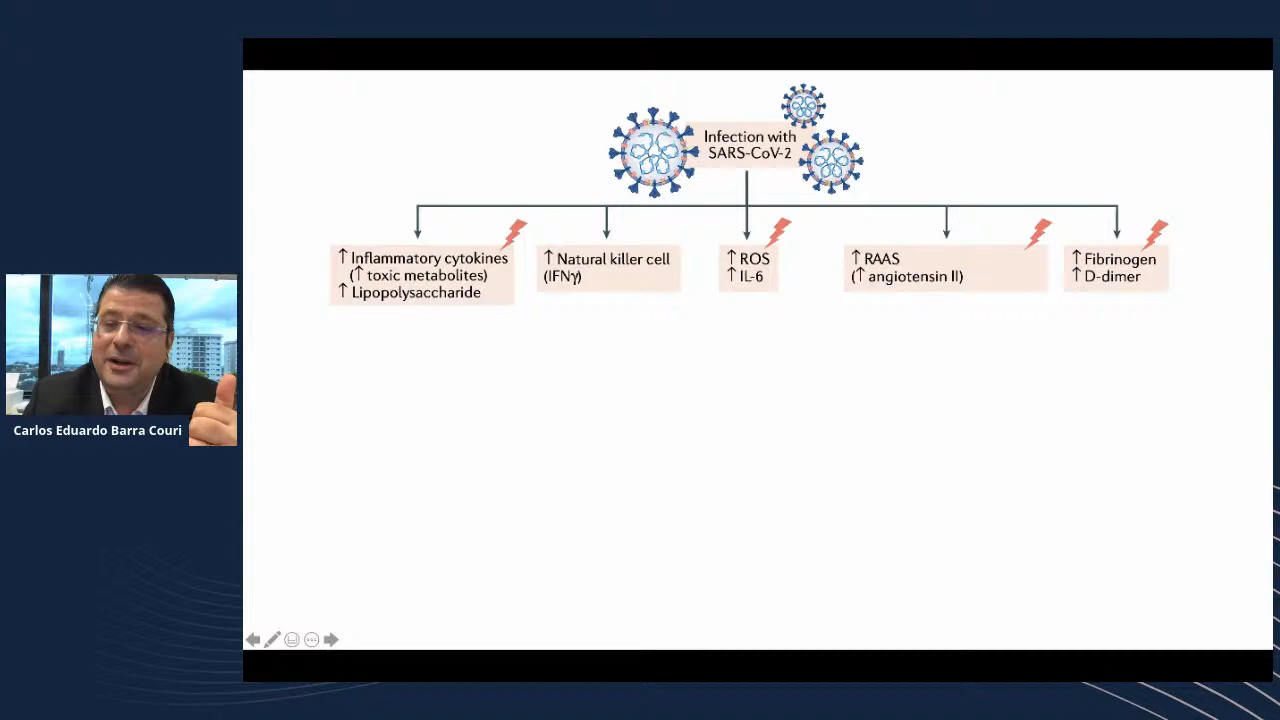 Infection with
SARS-CoV-2
↑ Inflammatory cytokines
(↑ toxic metabolites)
↑ Lipopolysaccharide
↑ Natural killer cell
(IFNγ)
↑ ROS
↑ IL-6
↑ RAAS
(↑ angiotensin II)
↑ Fibrinogen
↑ D-dimer
Carlos Eduardo Barra Couri